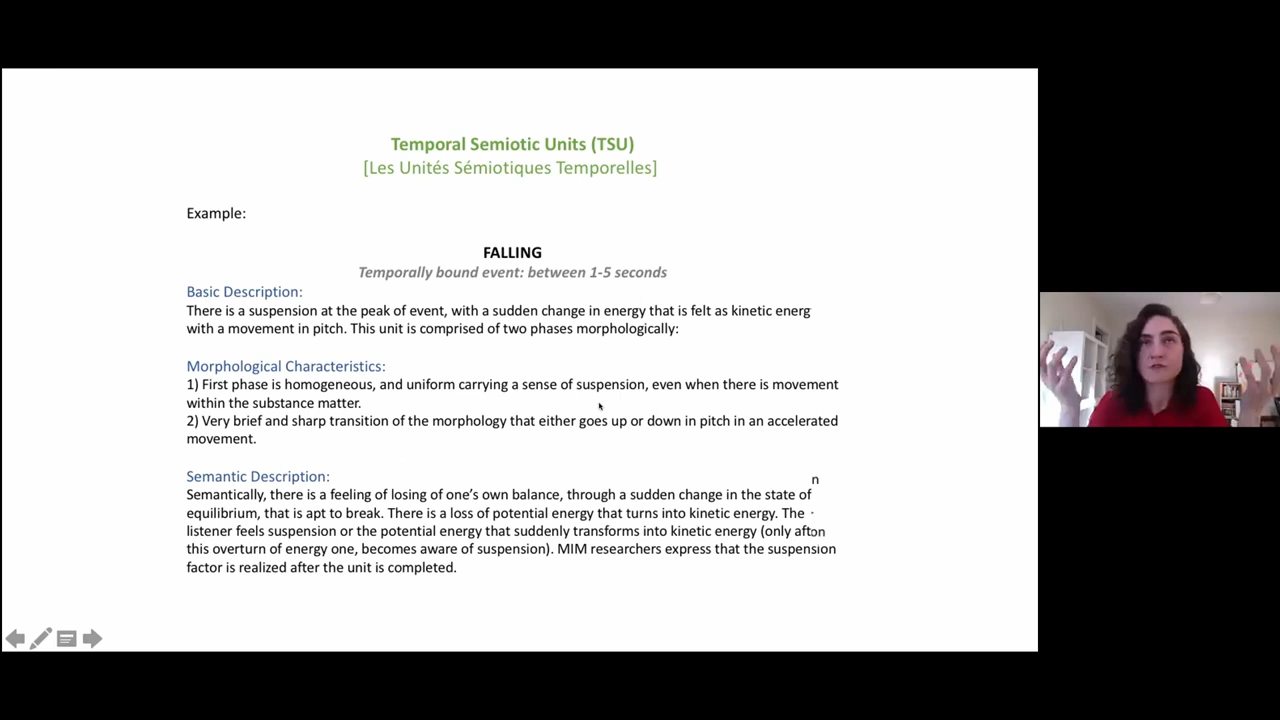 Temporal Semiotic Units (TSU)
[Les Unités Sémiotiques Temporelles]
Example:
FALLING
Temporally bound event: between 1-5 seconds
Basic Description:
There is a suspension at the peak of event, with a sudden change in energy that is felt as kinetic energ
with a movement in pitch. This unit is comprised of two phases morphologically:
Morphological Characteristics:
1) First phase is homogeneous, and uniform carrying a sense of suspension, even when there is movement
within the substance matter.
2) Very brief and sharp transition of the morphology that either goes up or down in pitch in an accelerated
movement.
Semantic Description:
n
Semantically, there is a feeling of losing of one's own balance, through a sudden change in the state of
equilibrium, that is apt to break. There is a loss of potential energy that turns into kinetic energy. The
listener feels suspension or the potential energy that suddenly transforms into kinetic energy (only
this overturn of energy one, becomes aware of suspension). MIM researchers express that the suspension
factor is realized after the unit is completed.